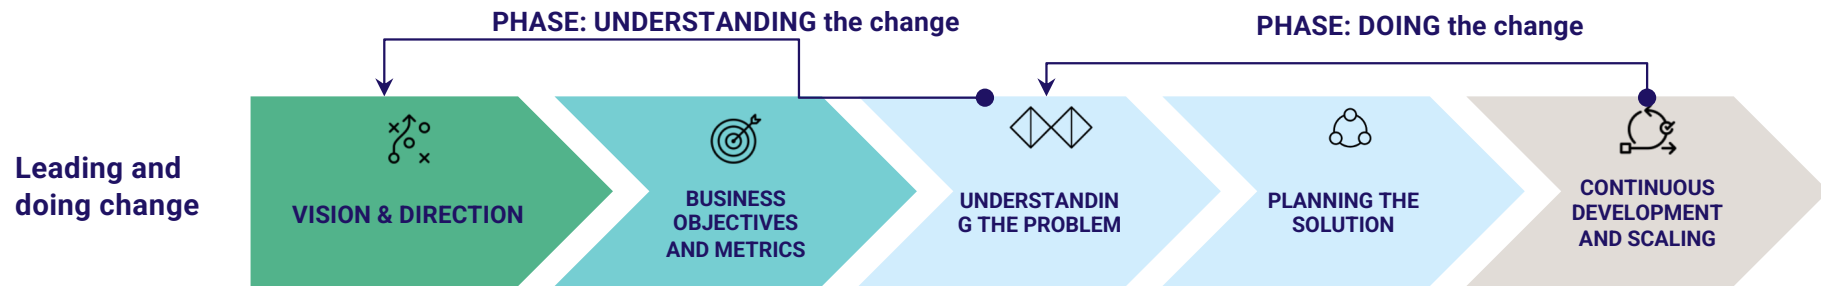 PHASE: UNDERSTANDING the change
PHASE: DOING the change
Leading and
doing change
VISION & DIRECTION
BUSINESS
OBJECTIVES
AND METRICS
UNDERSTANDIN
G THE PROBLEM
PLANNING THE
SOLUTION
CONTINUOUS
DEVELOPMENT
AND SCALING